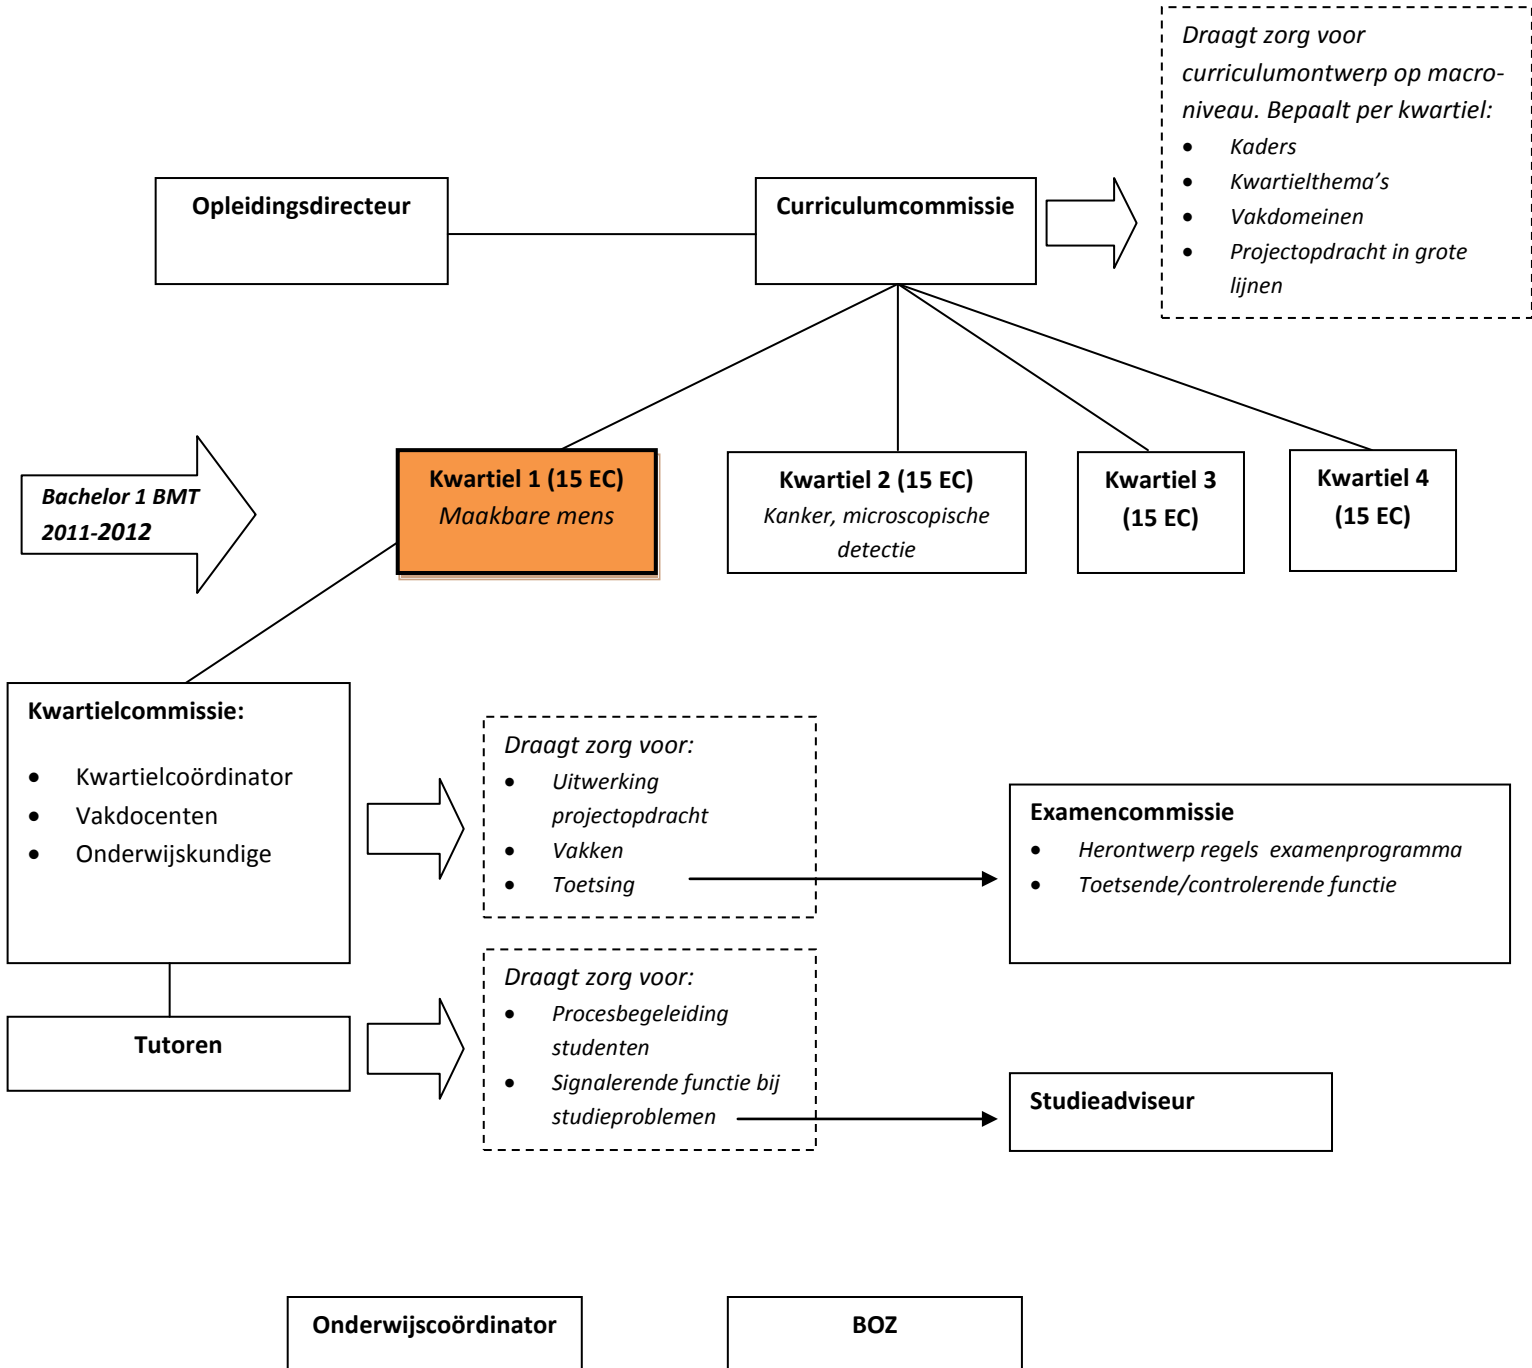 Draagt zorg voor
curriculumontwerp op macro-
niveau. Bepaalt per kwartiel:
• Kaders
• Kwartielthema's
• Vakdomeinen
• Projectopdracht in grote
lijnen
Opleidingsdirecteur
Curriculumcommissie
Bachelor 1 BMT
2011-2012
Kwartiel 1 (15 EC)
Maakbare mens
Kwartiel 2 (15 EC)
Kanker, microscopische
detectie
Kwartiel 3
(15 EC)
Kwartiel 4
(15 EC)
Kwartielcommissie:
• Kwartielcoördinator
• Vakdocenten
• Onderwijskundige
Draagt zorg voor:
• Uitwerking
projectopdracht
• Vakken
• Toetsing
Examencommissie
• Herontwerp regels examenprogramma
• Toetsende/controlerende functie
Tutoren
Draagt zorg voor:
• Procesbegeleiding
studenten
• Signalerende functie bij
studieproblemen
Studieadviseur
Onderwijscoördinator
BOZ